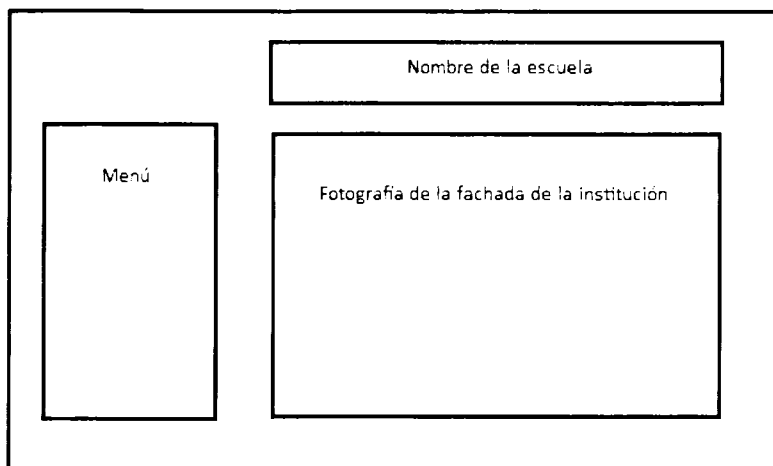 Nombre de la escuela
Menú
Fotografía de la fachada de la institución